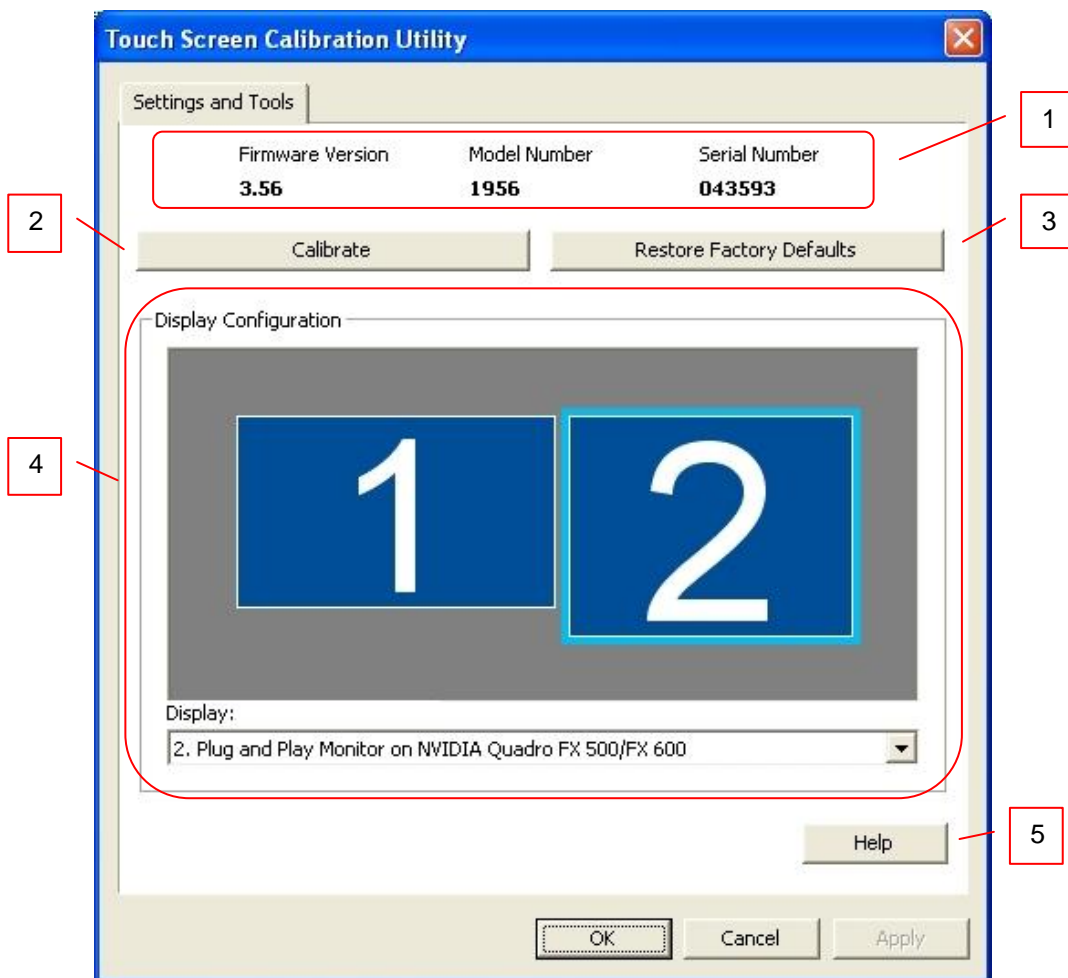 Touch Screen Calibration Utility
Settings and Tools
1
Firmware Version Model Number Serial Number
3.56 1956 043593
2
3
Calibrate Restore Factory Defaults
Display Configuration
1 2
4
Display:
2. Plug and Play Monitor on NVIDIA Quadro FX 500/FX 600
Help
5
OK Cancel Apply